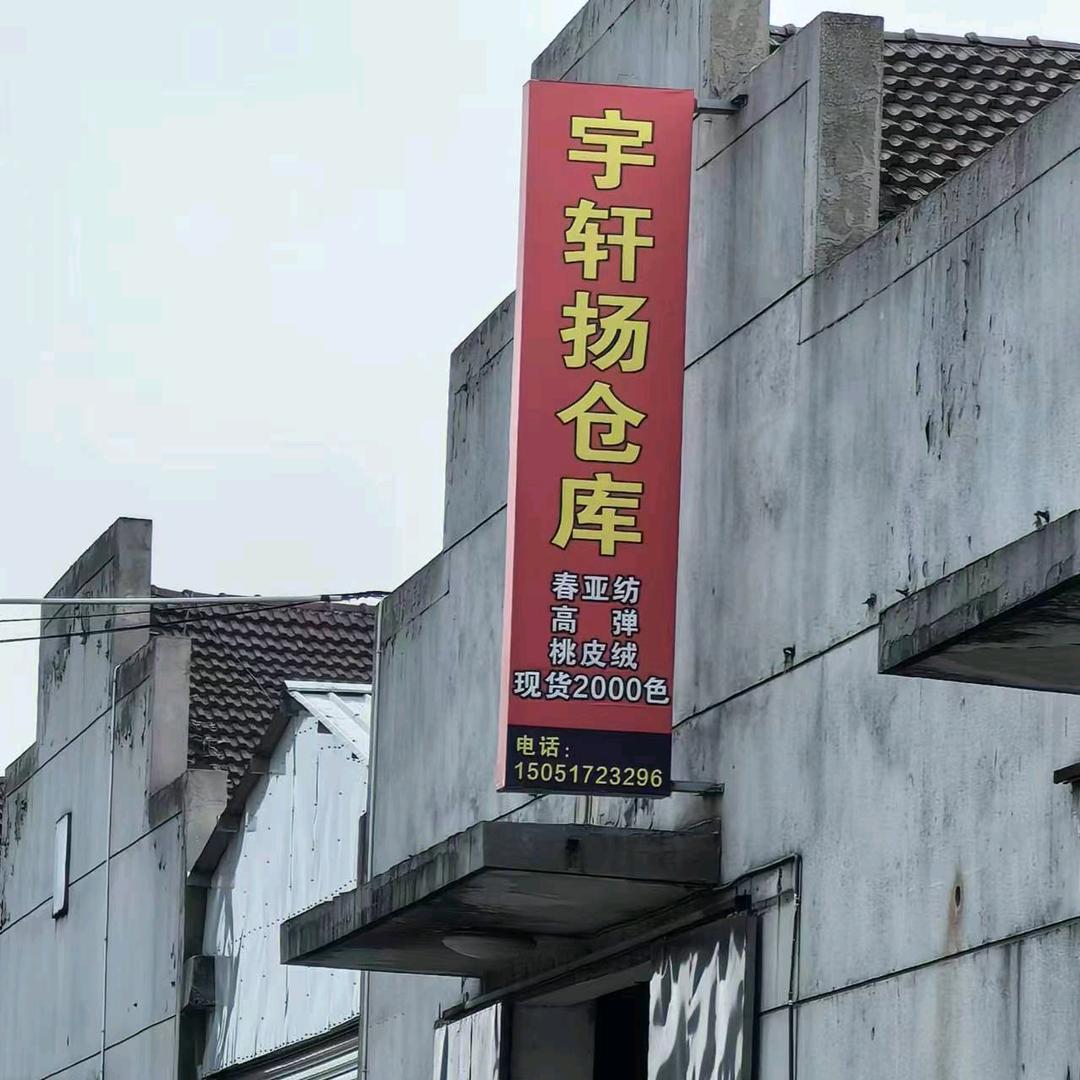 宇轩扬仓库
春亚纺
高 弹
桃皮绒
现货2000色
电话：
15051723296